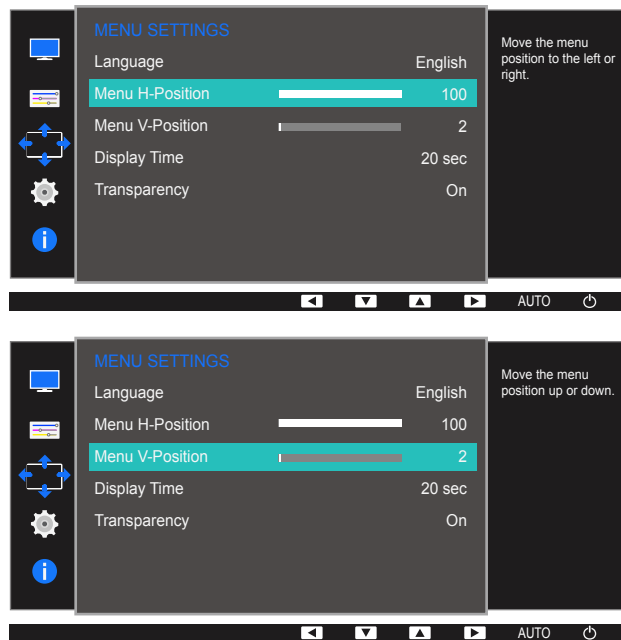 MENU SETTINGS
Language English
Menu H-Position 100
Menu V-Position 2
Display Time 20 sec
Transparency On
Move the menu
position to the left or
right.
i
AUTO
MENU SETTINGS
Language English
Menu H-Position 100
Menu V-Position 2
Display Time 20 sec
Transparency On
Move the menu
position up or down.
i
AUTO